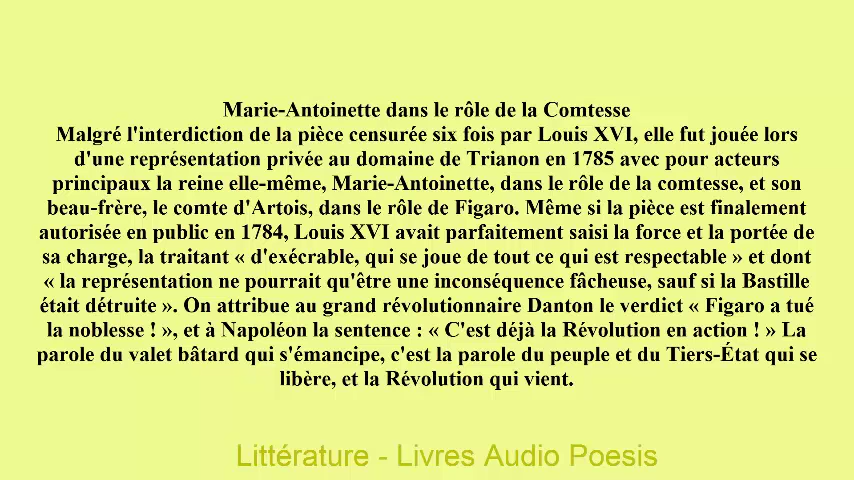 Marie-Antoinette dans le rôle de la Comtesse
Malgré l'interdiction de la pièce censurée six fois par Louis XVI, elle fut jouée lors
d'une représentation privée au domaine de Trianon en 1785 avec pour acteurs
principaux la reine elle-même, Marie-Antoinette, dans le rôle de la comtesse, et son
beau-frère, le comte d'Artois, dans le rôle de Figaro. Même si la pièce est finalement
autorisée en public en 1784, Louis XVI avait parfaitement saisi la force et la portée de
sa charge, la traitant « d'exécrable, qui se joue de tout ce qui est respectable » et dont
« la représentation ne pourrait qu'être une inconséquence fâcheuse, sauf si la Bastille
était détruite ». On attribue au grand révolutionnaire Danton le verdict « Figaro a tué
la noblesse ! », et à Napoléon la sentence : « C'est déjà la Révolution en action ! » La
parole du valet bâtard qui s'émancipe, c'est la parole du peuple et du Tiers-État qui se
libère, et la Révolution qui vient.
Littérature - Livres Audio Poesis